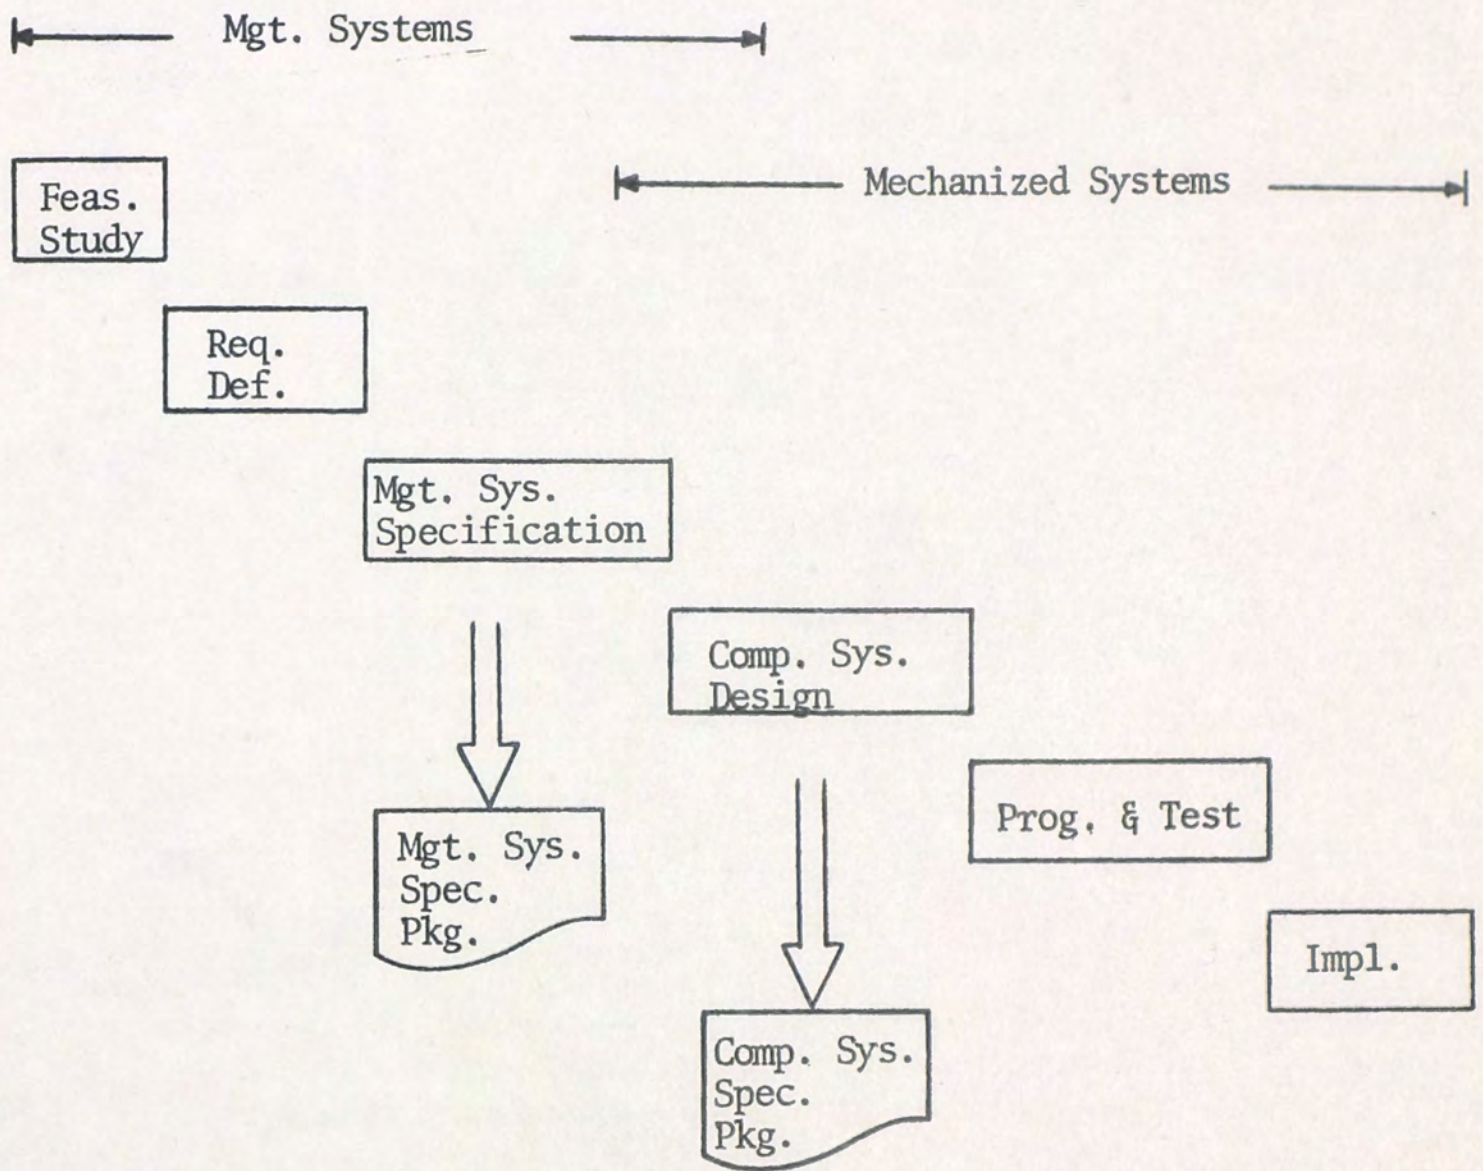 Mgt. Systems
Mechanized Systems
Feas.
Study
Req.
Def.
Mgt. Sys.
Specification
Comp. Sys.
Design
Prog. & Test
Impl.
Mgt. Sys.
Spec.
Pkg.
Comp. Sys.
Spec.
Pkg.